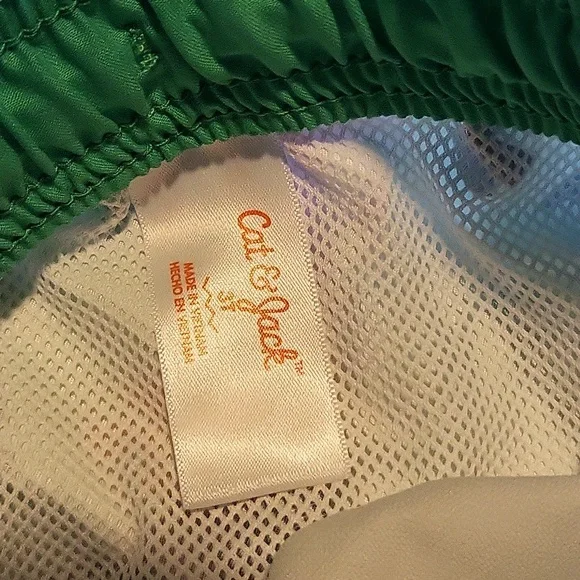 Cat & Jack™
3T
MADE IN VIETNAM
HECHO EN VIETNAM